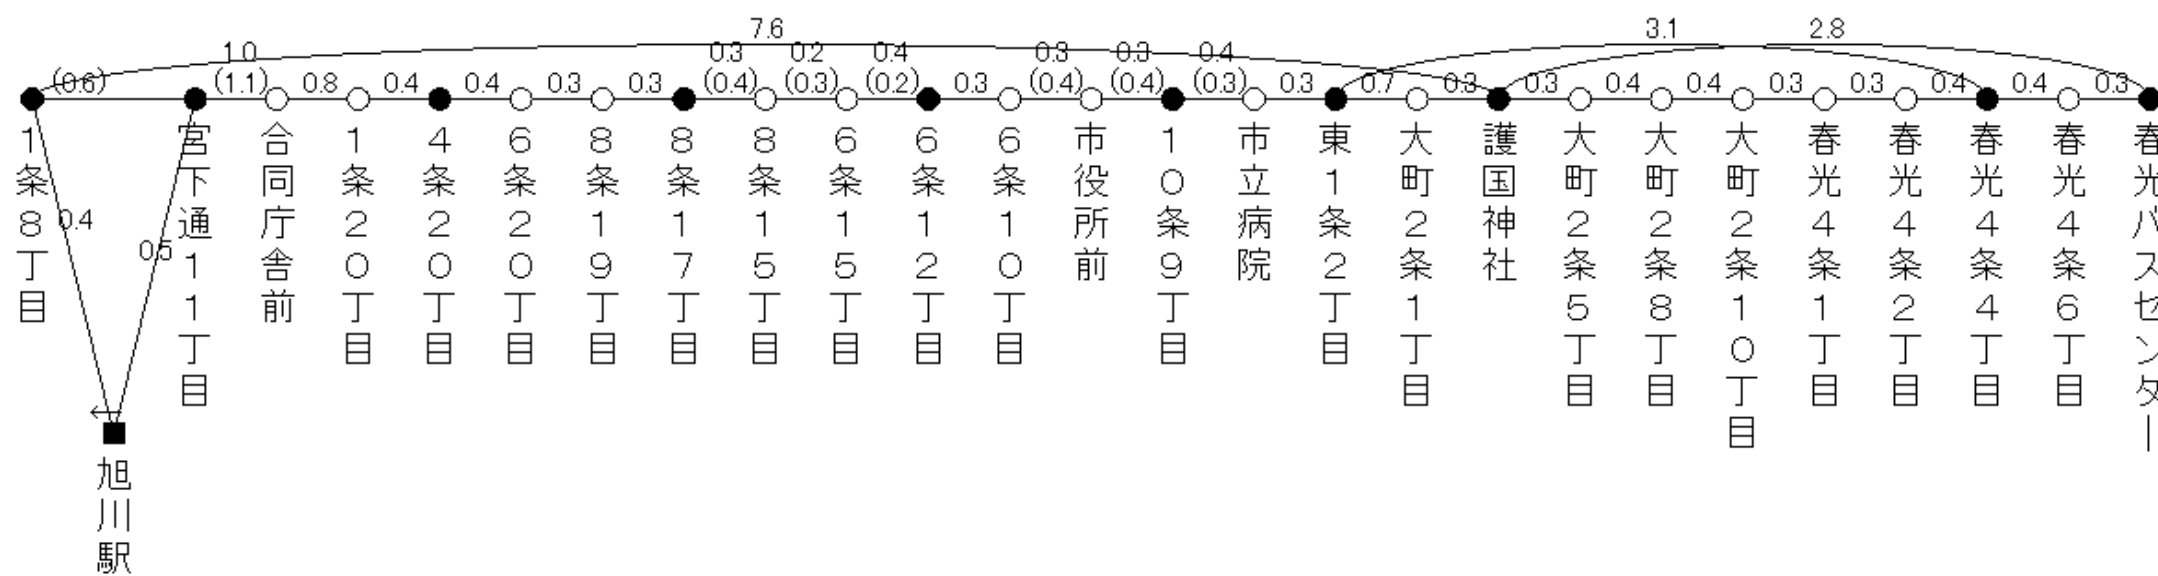 7.6 3.1 2.8
1.0 0.3 0.2 0.4 0.3 0.3 0.4
(0.6) (1.1) 0.8 0.4 0.4 0.3 0.3 (0.4) (0.3) (0.2) 0.3 (0.4) (0.4) (0.3) 0.3 0.7 0.3 0.3 0.4 0.4 0.3 0.3 0.4 0.4 0.3
1条8丁目
宮下通11丁目
合同庁舎前
1条20丁目
4条20丁目
6条20丁目
8条19丁目
8条17丁目
8条15丁目
6条15丁目
6条12丁目
6条10丁目
市役所前
10条9丁目
市立病院
東1条2丁目
大町2条1丁目
護国神社
大町2条5丁目
大町2条8丁目
大町2条10丁目
春光4条1丁目
春光4条2丁目
春光4条4丁目
春光4条6丁目
春光バスセンター
0.4
0.5
←
旭川駅